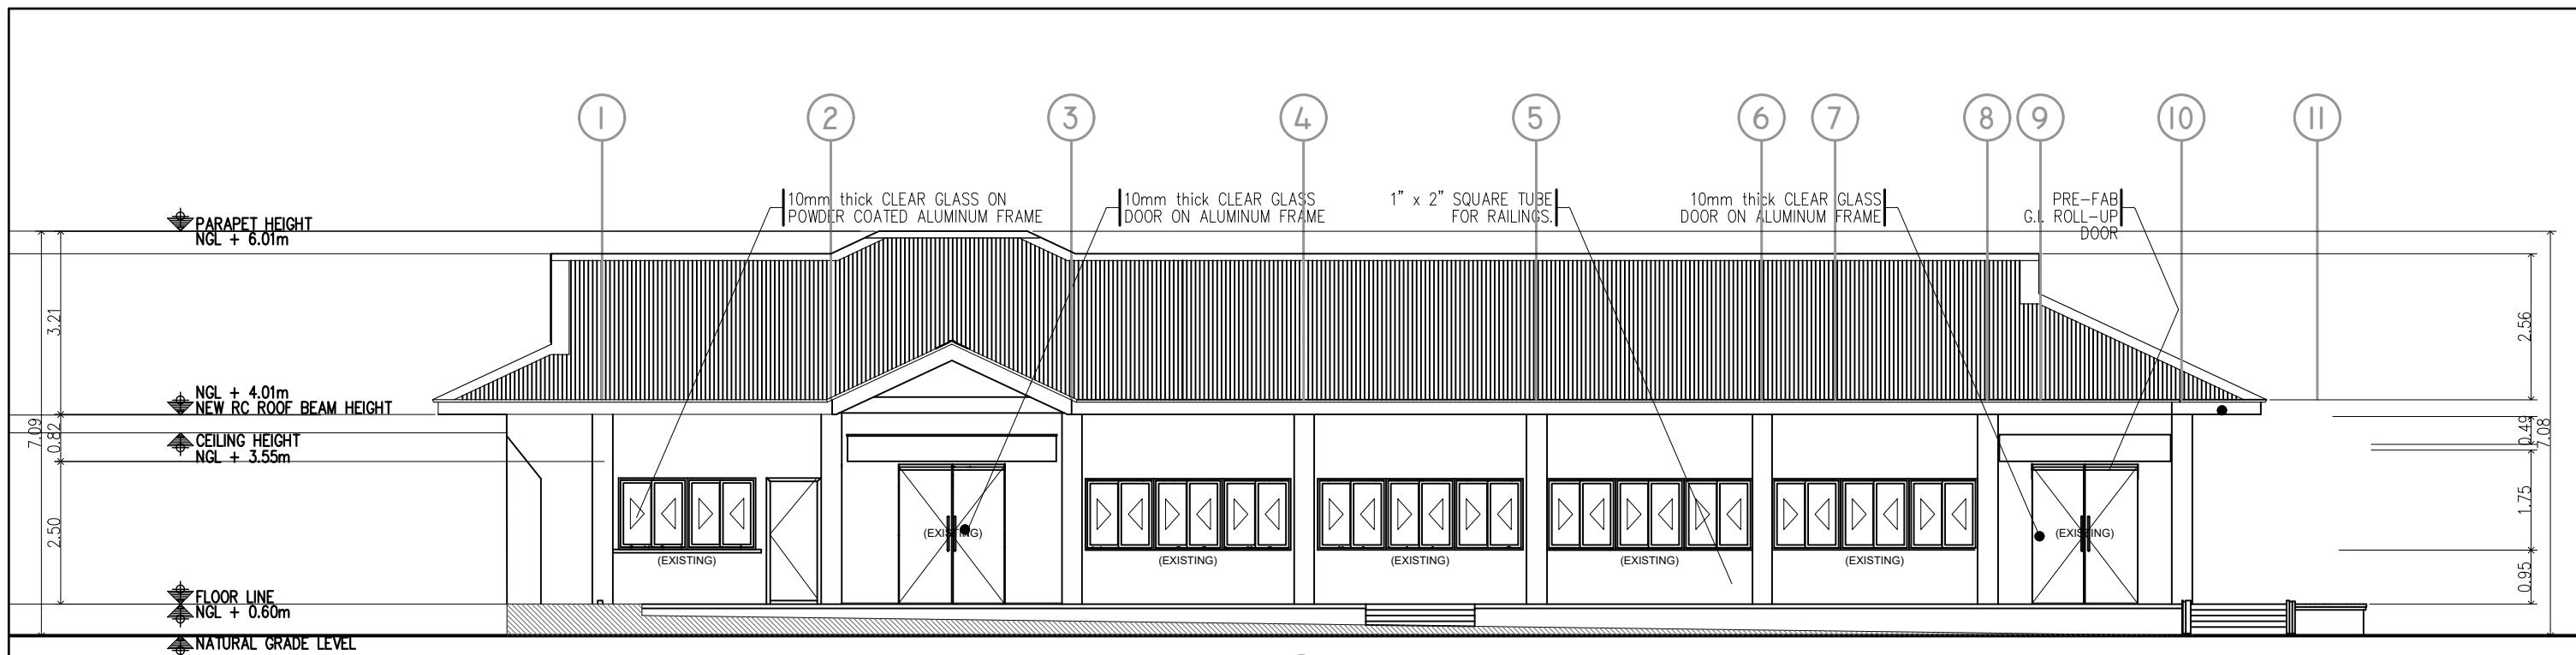 1
2
3
4
5
6
7
8
9
10
11
10mm thick CLEAR GLASS ON
POWDER COATED ALUMINUM FRAME
10mm thick CLEAR GLASS
DOOR ON ALUMINUM FRAME
1" x 2" SQUARE TUBE
FOR RAILINGS.
10mm thick CLEAR GLASS
DOOR ON ALUMINUM FRAME
PRE-FAB
G.I. ROLL-UP
DOOR
PARAPET HEIGHT
NGL + 6.01m
NGL + 4.01m
NEW RC ROOF BEAM HEIGHT
CEILING HEIGHT
NGL + 3.55m
FLOOR LINE
NGL + 0.60m
NATURAL GRADE LEVEL
7.09
3.21
0.82
2.50
(EXISTING)
(EXISTING)
(EXISTING)
(EXISTING)
(EXISTING)
(EXISTING)
(EXISTING)
2.56
0.49
7.08
1.75
0.95